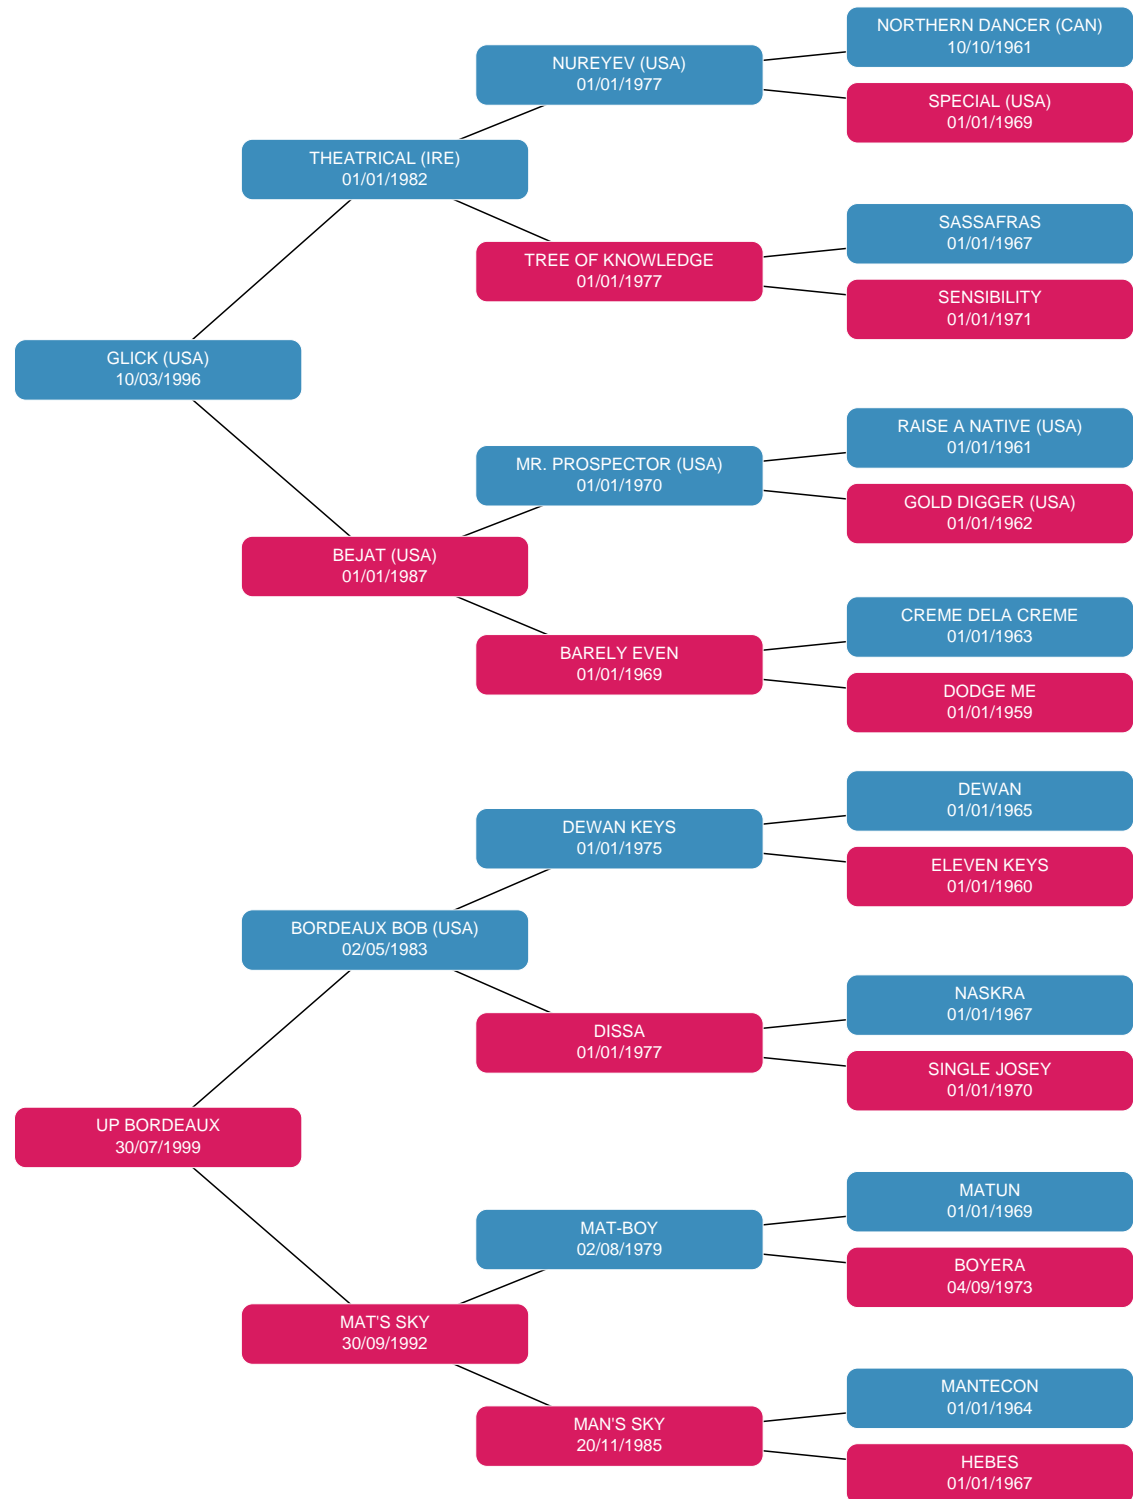 NORTHERN DANCER (CAN)
10/10/1961
NUREYEV (USA)
01/01/1977
SPECIAL (USA)
01/01/1969
THEATRICAL (IRE)
01/01/1982
SASSAFRAS
01/01/1967
TREE OF KNOWLEDGE
01/01/1977
SENSIBILITY
01/01/1971
GLICK (USA)
10/03/1996
RAISE A NATIVE (USA)
01/01/1961
MR. PROSPECTOR (USA)
01/01/1970
GOLD DIGGER (USA)
01/01/1962
BEJAT (USA)
01/01/1987
CREME DELA CREME
01/01/1963
BARELY EVEN
01/01/1969
DODGE ME
01/01/1959
DEWAN
01/01/1965
DEWAN KEYS
01/01/1975
ELEVEN KEYS
01/01/1960
BORDEAUX BOB (USA)
02/05/1983
NASKRA
01/01/1967
DISSA
01/01/1977
SINGLE JOSEY
01/01/1970
UP BORDEAUX
30/07/1999
MATUN
01/01/1969
MAT-BOY
02/08/1979
BOYERA
04/09/1973
MAT'S SKY
30/09/1992
MANTECON
01/01/1964
MAN'S SKY
20/11/1985
HEBES
01/01/1967